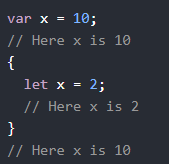 var x = 10;
// Here x is 10
{
  let x = 2;
  // Here x is 2
}
// Here x is 10